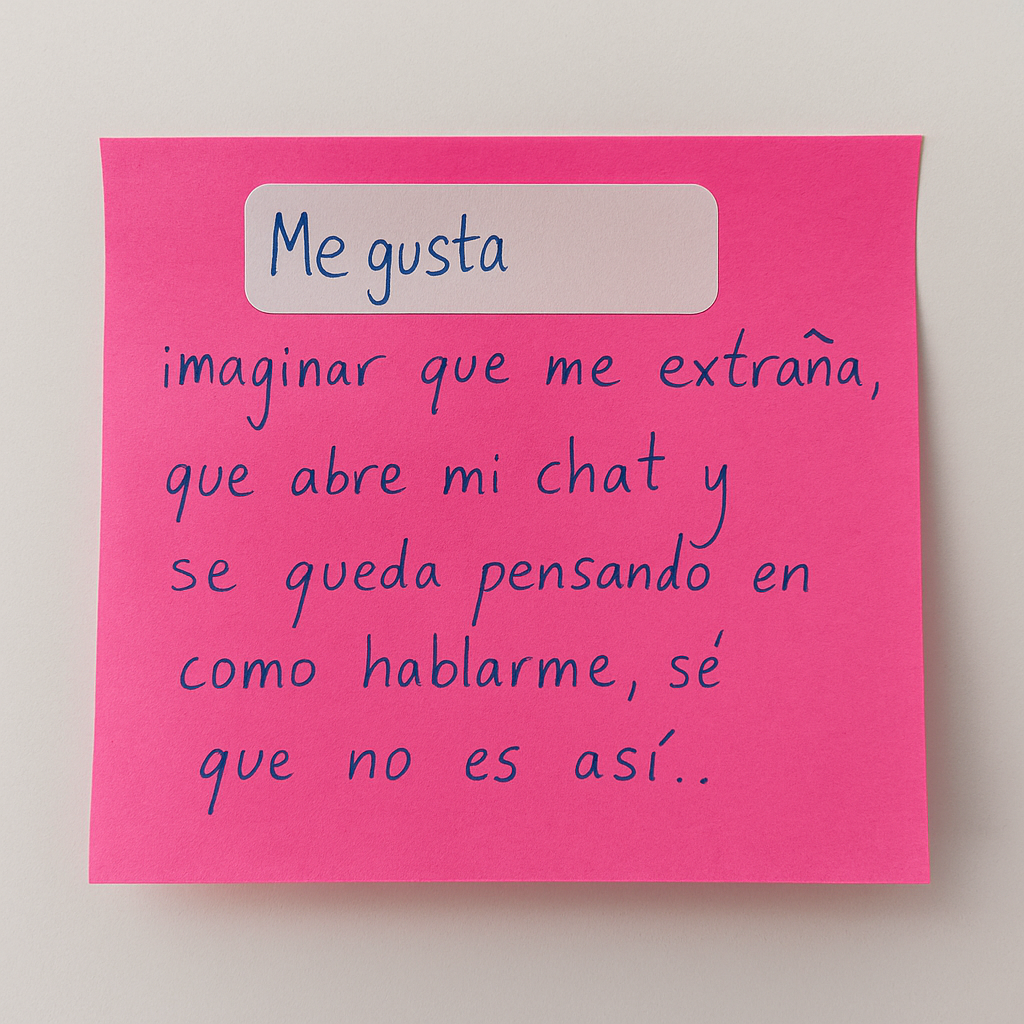 Me gusta
imaginar que me extraña,
que abre mi chat y
se queda pensando en
como hablarme, sé
que no es así..